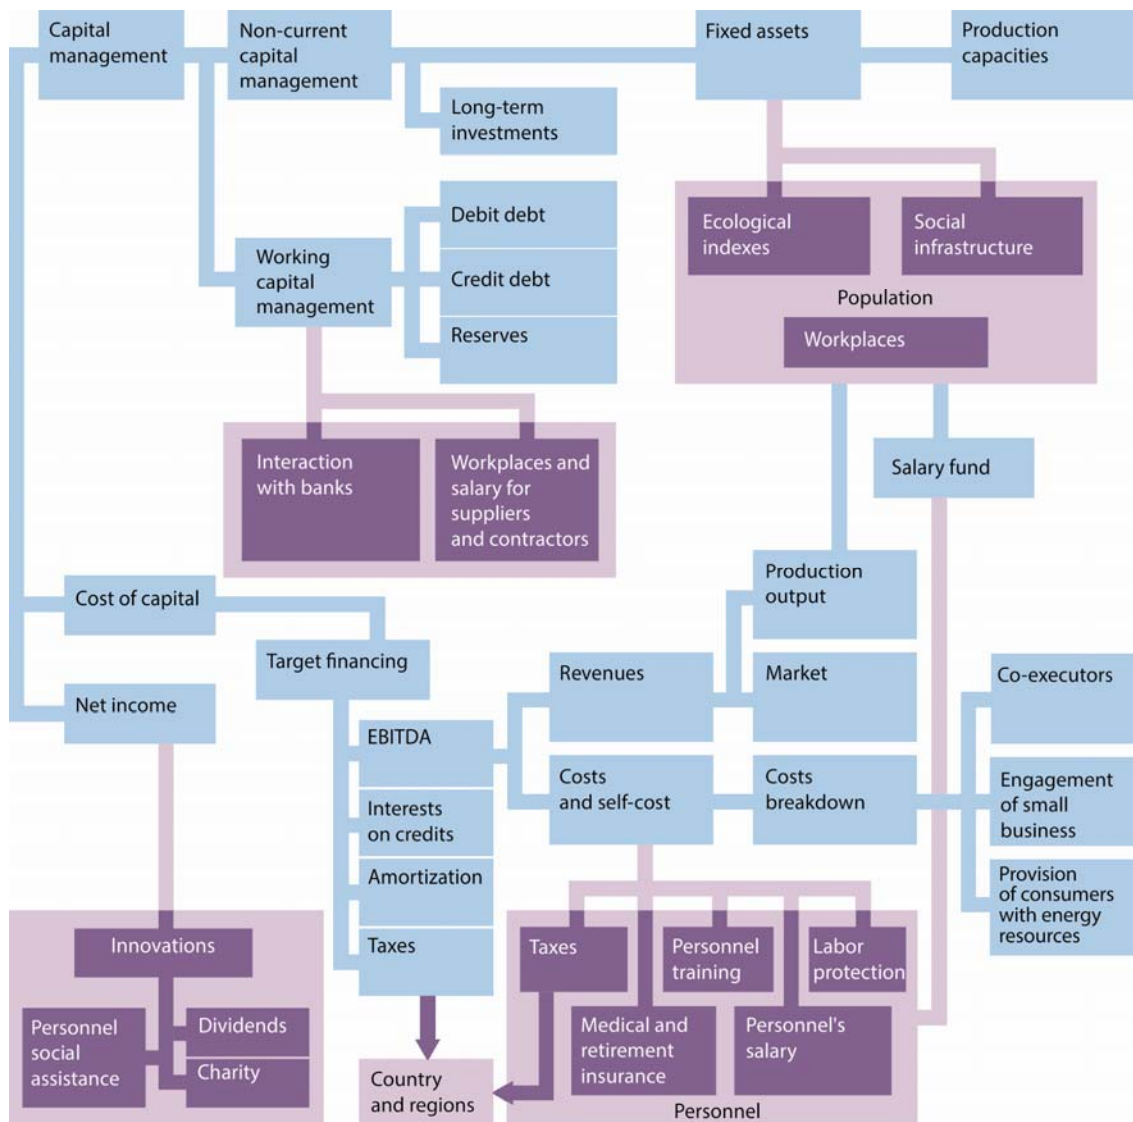 Capital
management
Non-current
capital
management
Fixed assets
Production
capacities
Long-term
investments
Debit debt
Working
capital
management
Credit debt
Reserves
Ecological
indexes
Social
infrastructure
Population
Workplaces
Interaction
with banks
Workplaces and
salary for
suppliers
and contractors
Salary fund
Production
output
Cost of capital
Target financing
Revenues
Market
Co-executors
Net income
EBITDA
Costs
and self-cost
Costs
breakdown
Engagement
of small
business
Interests
on credits
Amortization
Provision
of consumers
with energy
resources
Taxes
Innovations
Taxes
Personnel
training
Labor
protection
Personnel
social
assistance
Dividends
Charity
Medical and
retirement
insurance
Personnel's
salary
Country
and regions
Personnel